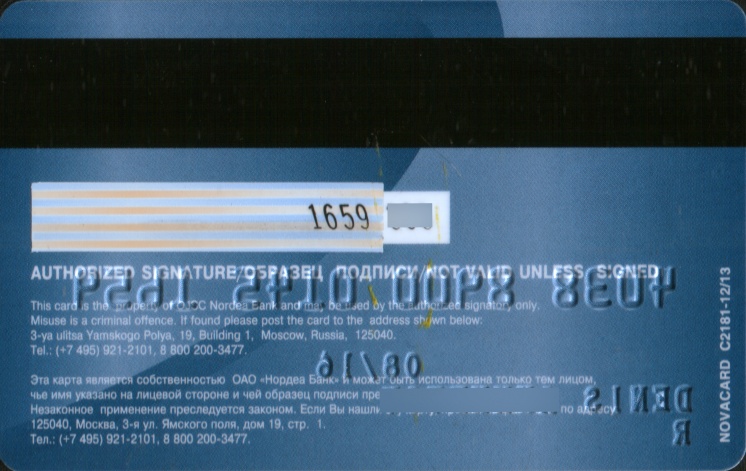 1659
AUTHORIZED SIGNATURE/ОБРАЗЕЦ ПОДПИСИ/NOT VALID UNLESS SIGNED
This card is the property of OJCC Nordea Bank and may be used by the authorised signatory only.
Misuse is a criminal offence. If found please post the card to the address shown below:
3-ya ulitsa Yamskogo Polya, 19, Building 1, Moscow, Russia, 125040.
Tel.: (+7 495) 921-2101, 8 800 200-3477.
08/16
Эта карта является собственностью ОАО «Нордеа Банк» и может быть использована только тем лицом,
чье имя указано на лицевой стороне и чей образец подписи
DENIS
Незаконное применение преследуется законом. Если Вы нашли по адресу
R
125040, Москва, 3-я ул. Ямского поля, дом 19, стр. 1.
Тел.: (+7 495) 921-2101, 8 800 200-3477.
NOVACARD C2181-12/13